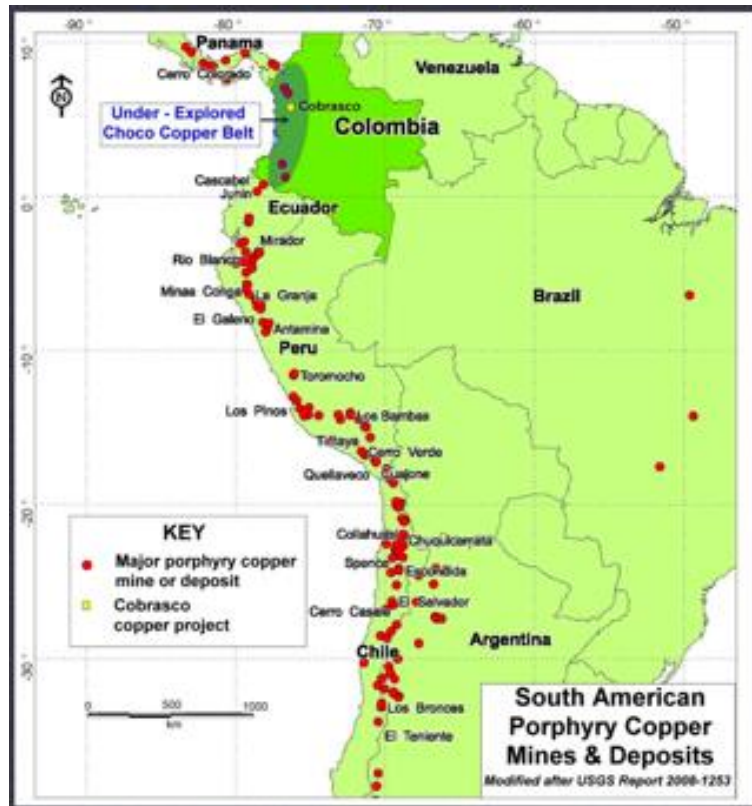 -90 °
-80 °
-70 °
-60 °
-50 °
10 °
Panama
Cerro Colorado
Venezuela
Cobrasco
Under - Explored
Choco Copper Belt
Colombia
Cascabel
Junin
0 °
Ecuador
Mirador
Rio Blanco
Minas Conga
La Granja
Brazil
El Galeno
Antamina
-10 °
Peru
Toromocho
Los Pinos
Los Bambas
Tintaya
Cerro Verde
Quellaveco
Cuajone
-20 °
KEY
Major porphyry copper
mine or deposit
Cobrasco
copper project
Collahuasi
Chuquicamata
Spence
Escondida
El Salvador
Cerro Casale
Argentina
Chile
-30 °
0
500
1000
km
Los Bronces
El Teniente
South American
Porphyry Copper
Mines & Deposits
Modified after USGS Report 2008-1253
N